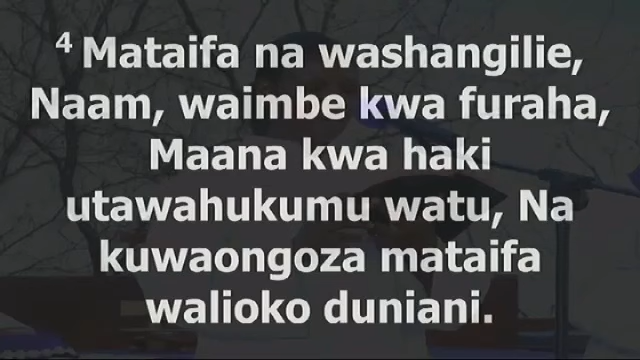 4 Mataifa na washangilie,
Naam, waimbe kwa furaha,
Maana kwa haki
utawahukumu watu, Na
kuwaongoza mataifa
walioko duniani.